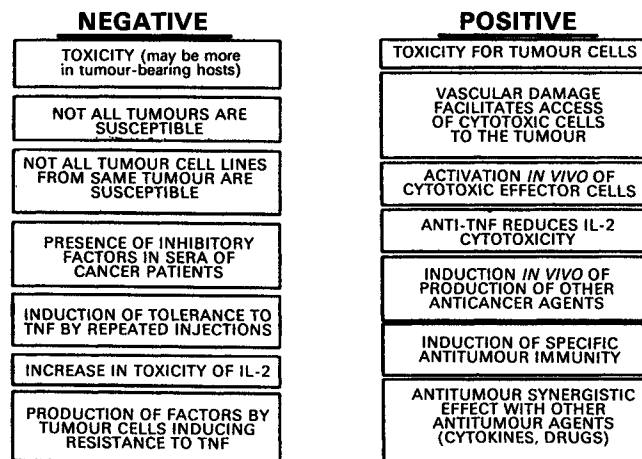 NEGATIVE
TOXICITY (may be more
in tumour-bearing hosts)
NOT ALL TUMOURS ARE
SUSCEPTIBLE
NOT ALL TUMOUR CELL LINES
FROM SAME TUMOUR ARE
SUSCEPTIBLE
PRESENCE OF INHIBITORY
FACTORS IN SERA OF
CANCER PATIENTS
INDUCTION OF TOLERANCE TO
TNF BY REPEATED INJECTIONS
INCREASE IN TOXICITY OF IL-2
PRODUCTION OF FACTORS BY
TUMOUR CELLS INDUCING
RESISTANCE TO TNF
POSITIVE
TOXICITY FOR TUMOUR CELLS
VASCULAR DAMAGE
FACILITATES ACCESS
OF CYTOTOXIC CELLS
TO THE TUMOUR
ACTIVATION IN VIVO OF
CYTOTOXIC EFFECTOR CELLS
ANTI-TNF REDUCES IL-2
CYTOTOXICITY
INDUCTION IN VIVO OF
PRODUCTION OF OTHER
ANTICANCER AGENTS
INDUCTION OF SPECIFIC
ANTITUMOUR IMMUNITY
ANTITUMOUR SYNERGISTIC
EFFECT WITH OTHER
ANTITUMOUR AGENTS
(CYTOKINES, DRUGS)